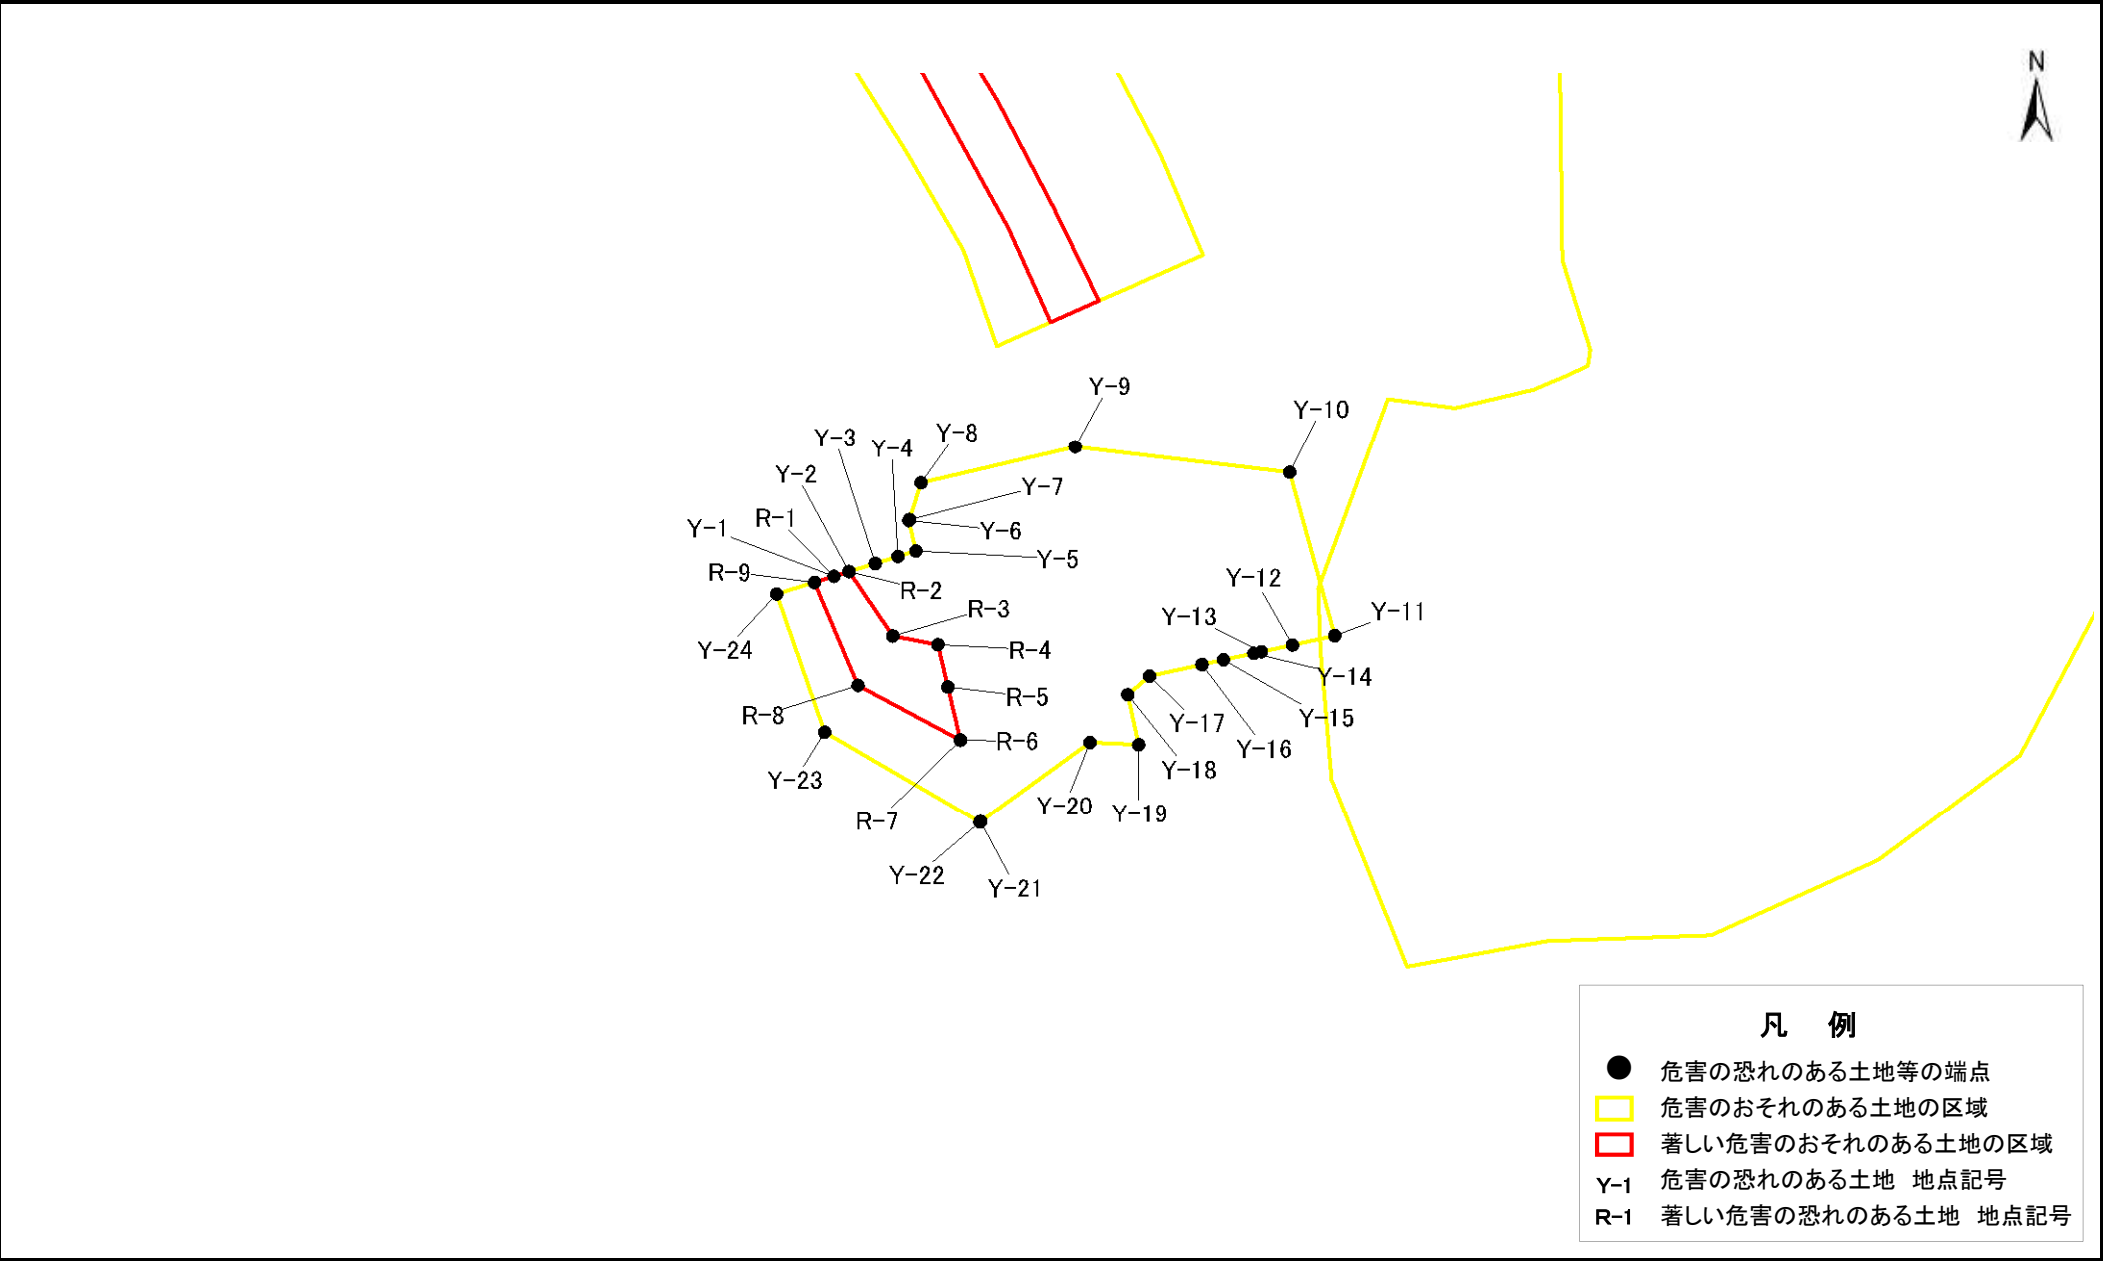 N
Y-9
Y-10
Y-3
Y-8
Y-4
Y-2
Y-7
Y-1
R-1
Y-6
Y-5
R-9
R-2
Y-12
R-3
Y-11
Y-13
Y-24
R-4
Y-14
R-5
R-8
Y-15
Y-17
R-6
Y-16
Y-18
Y-23
Y-20
Y-19
R-7
Y-22
Y-21
凡 例
危害の恐れのある土地等の端点
危害のおそれのある土地の区域
著しい危害のおそれのある土地の区域
Y-1 危害の恐れのある土地 地点記号
R-1 著しい危害の恐れのある土地 地点記号